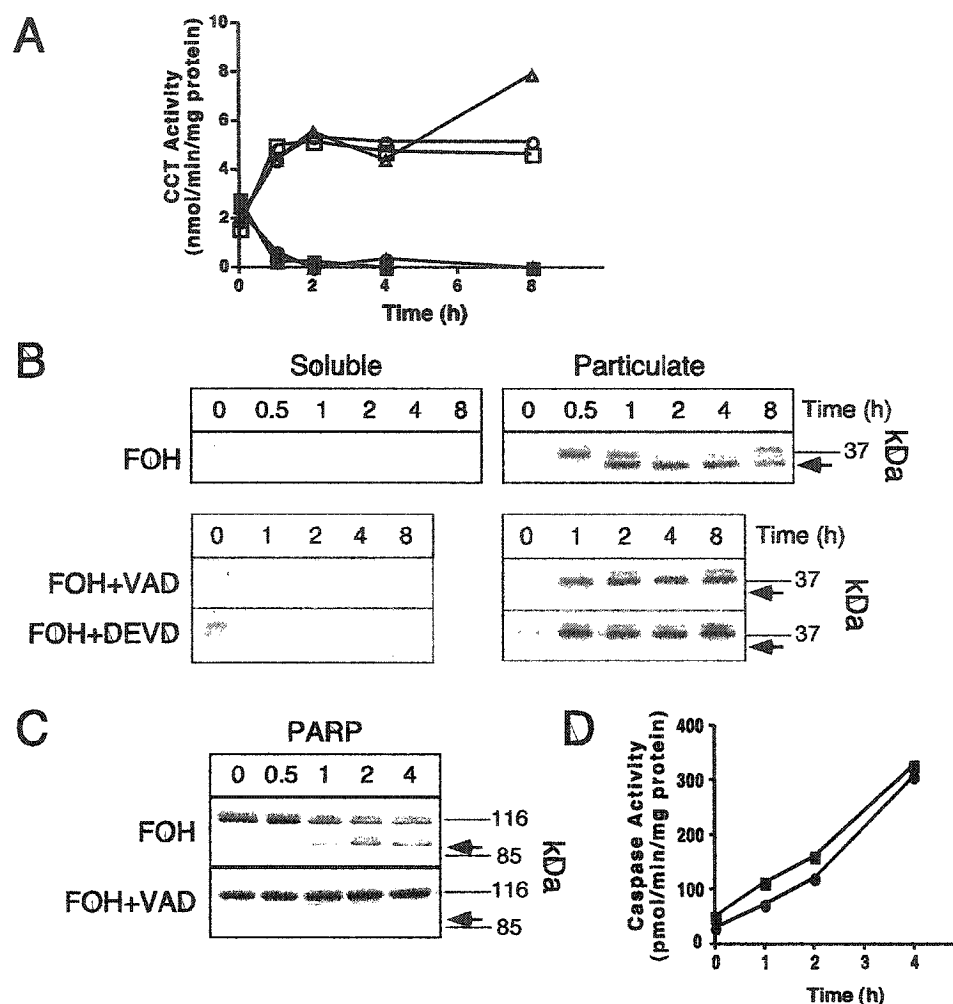 A
CCT Activity
(nmol/min/mg protein)
10
8
6
4
2
0
0 2 4 6 8
Time (h)
B
Soluble Particulate
0 0.5 1 2 4 8 0 0.5 1 2 4 8 Time (h)
FOH 37 kDa
0 1 2 4 8 0 1 2 4 8 Time (h)
FOH+VAD 37 kDa
FOH+DEVD 37
C
PARP
0 0.5 1 2 4
FOH 116
85
kDa
FOH+VAD 116
85
D
Caspase Activity
(pmol/min/mg protein)
400
300
200
100
0
0 1 2 4
Time (h)